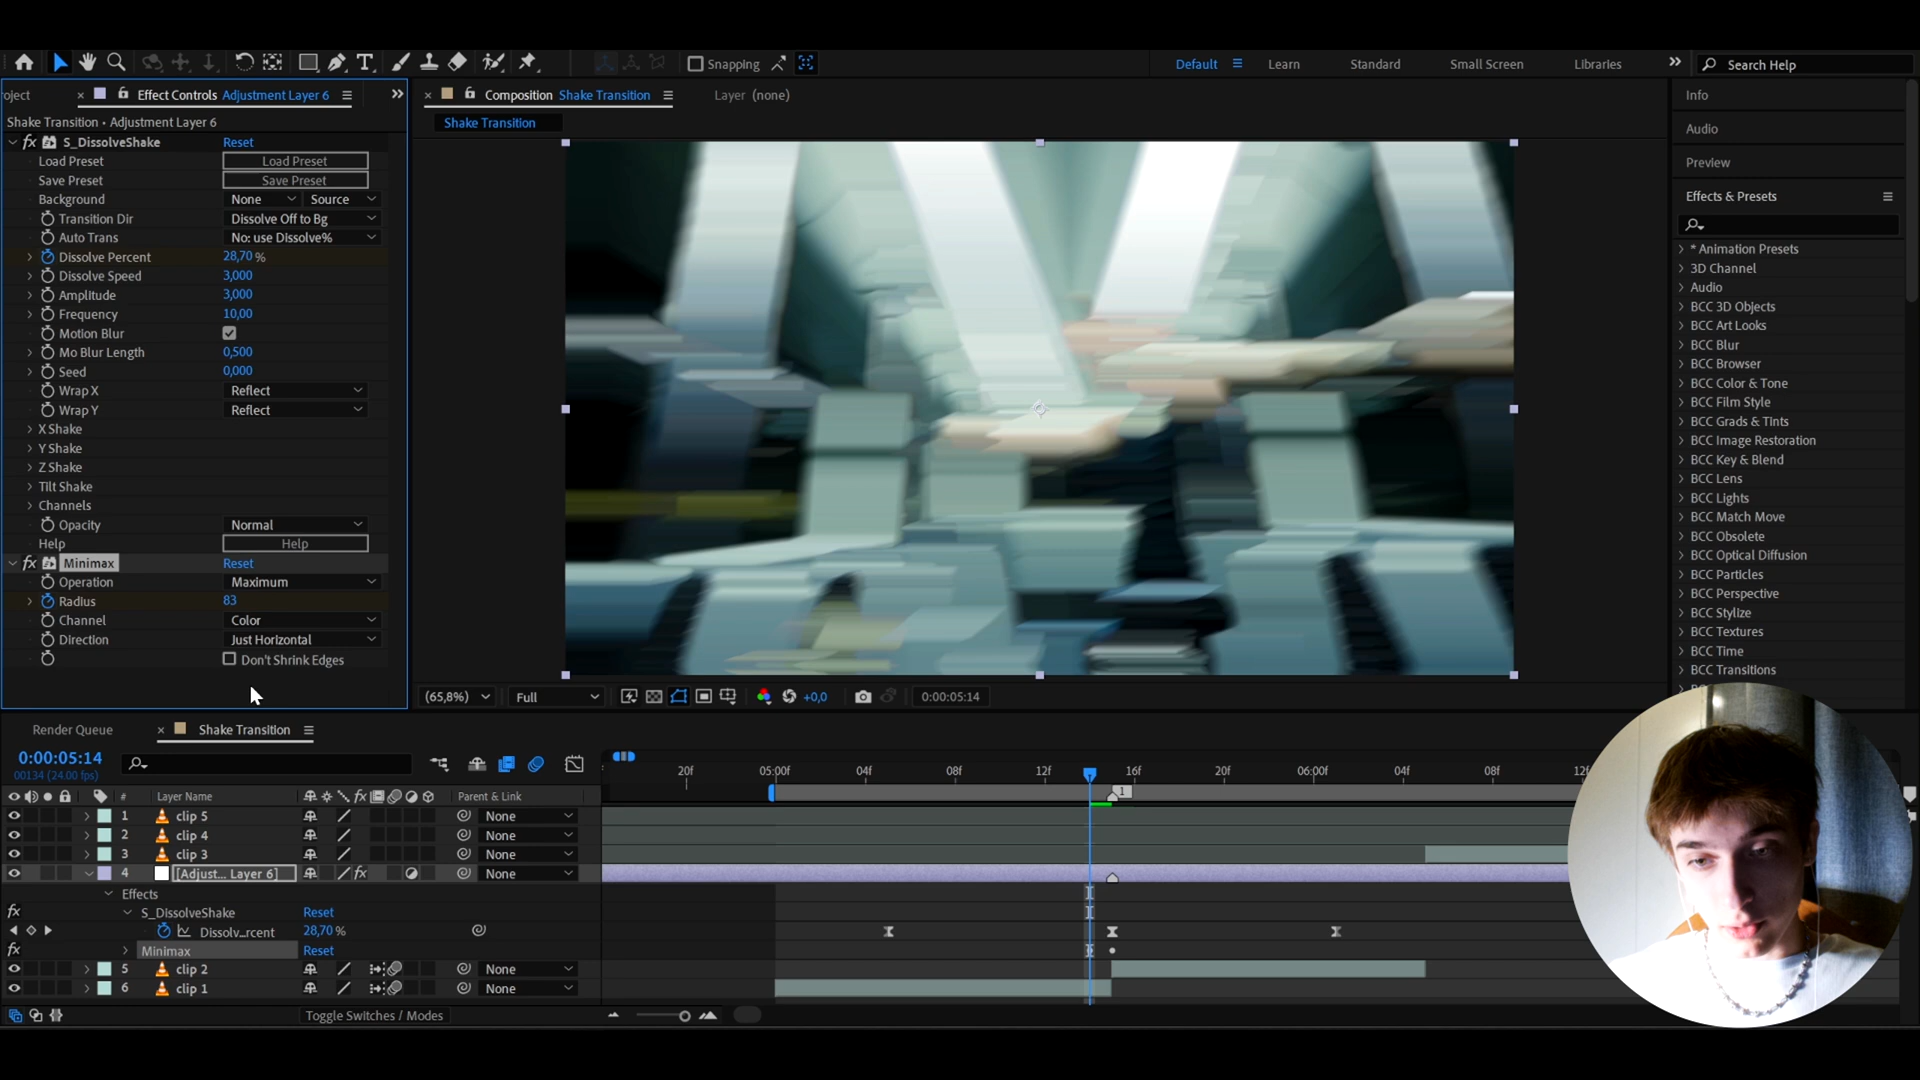 Snapping
Default
Learn
Standard
Small Screen
Libraries
Search Help
oject
Effect Controls Adjustment Layer 6
Composition Shake Transition
Layer (none)
Info
Shake Transition • Adjustment Layer 6
Shake Transition
Audio
Preview
Effects & Presets
fx S_DissolveShake Reset
Load Preset Load Preset
Save Preset Save Preset
Background None Source
Transition Dir Dissolve Off to Bg
Auto Trans No: use Dissolve%
Dissolve Percent 28,70 %
Dissolve Speed 3,000
Amplitude 3,000
Frequency 10,00
Motion Blur
Mo Blur Length 0,500
Seed 0,000
Wrap X Reflect
Wrap Y Reflect
X Shake
Y Shake
Z Shake
Tilt Shake
Channels
Opacity Normal
Help Help
fx Minimax Reset
Operation Maximum
Radius 83
Channel Color
Direction Just Horizontal
Don't Shrink Edges
* Animation Presets
3D Channel
Audio
BCC 3D Objects
BCC Art Looks
BCC Blur
BCC Browser
BCC Color & Tone
BCC Film Style
BCC Grads & Tints
BCC Image Restoration
BCC Key & Blend
BCC Lens
BCC Lights
BCC Match Move
BCC Obsolete
BCC Optical Diffusion
BCC Particles
BCC Perspective
BCC Stylize
BCC Textures
BCC Time
BCC Transitions
(65,8%) Full +0,0 0:00:05:14
Render Queue
Shake Transition
0:00:05:14
00134 (24.00 fps)
20f 05:00f 04f 08f 12f 16f 20f 06:00f 04f 08f 12f
# Layer Name fx Parent & Link
1
1 clip 5 None
2 clip 4 None
3 clip 3 None
4 [Adjust... Layer 6] fx None
Effects
fx S_DissolveShake Reset
Dissolv...rcent 28,70 %
fx Minimax Reset
5 clip 2 None
6 clip 1 None
Toggle Switches / Modes